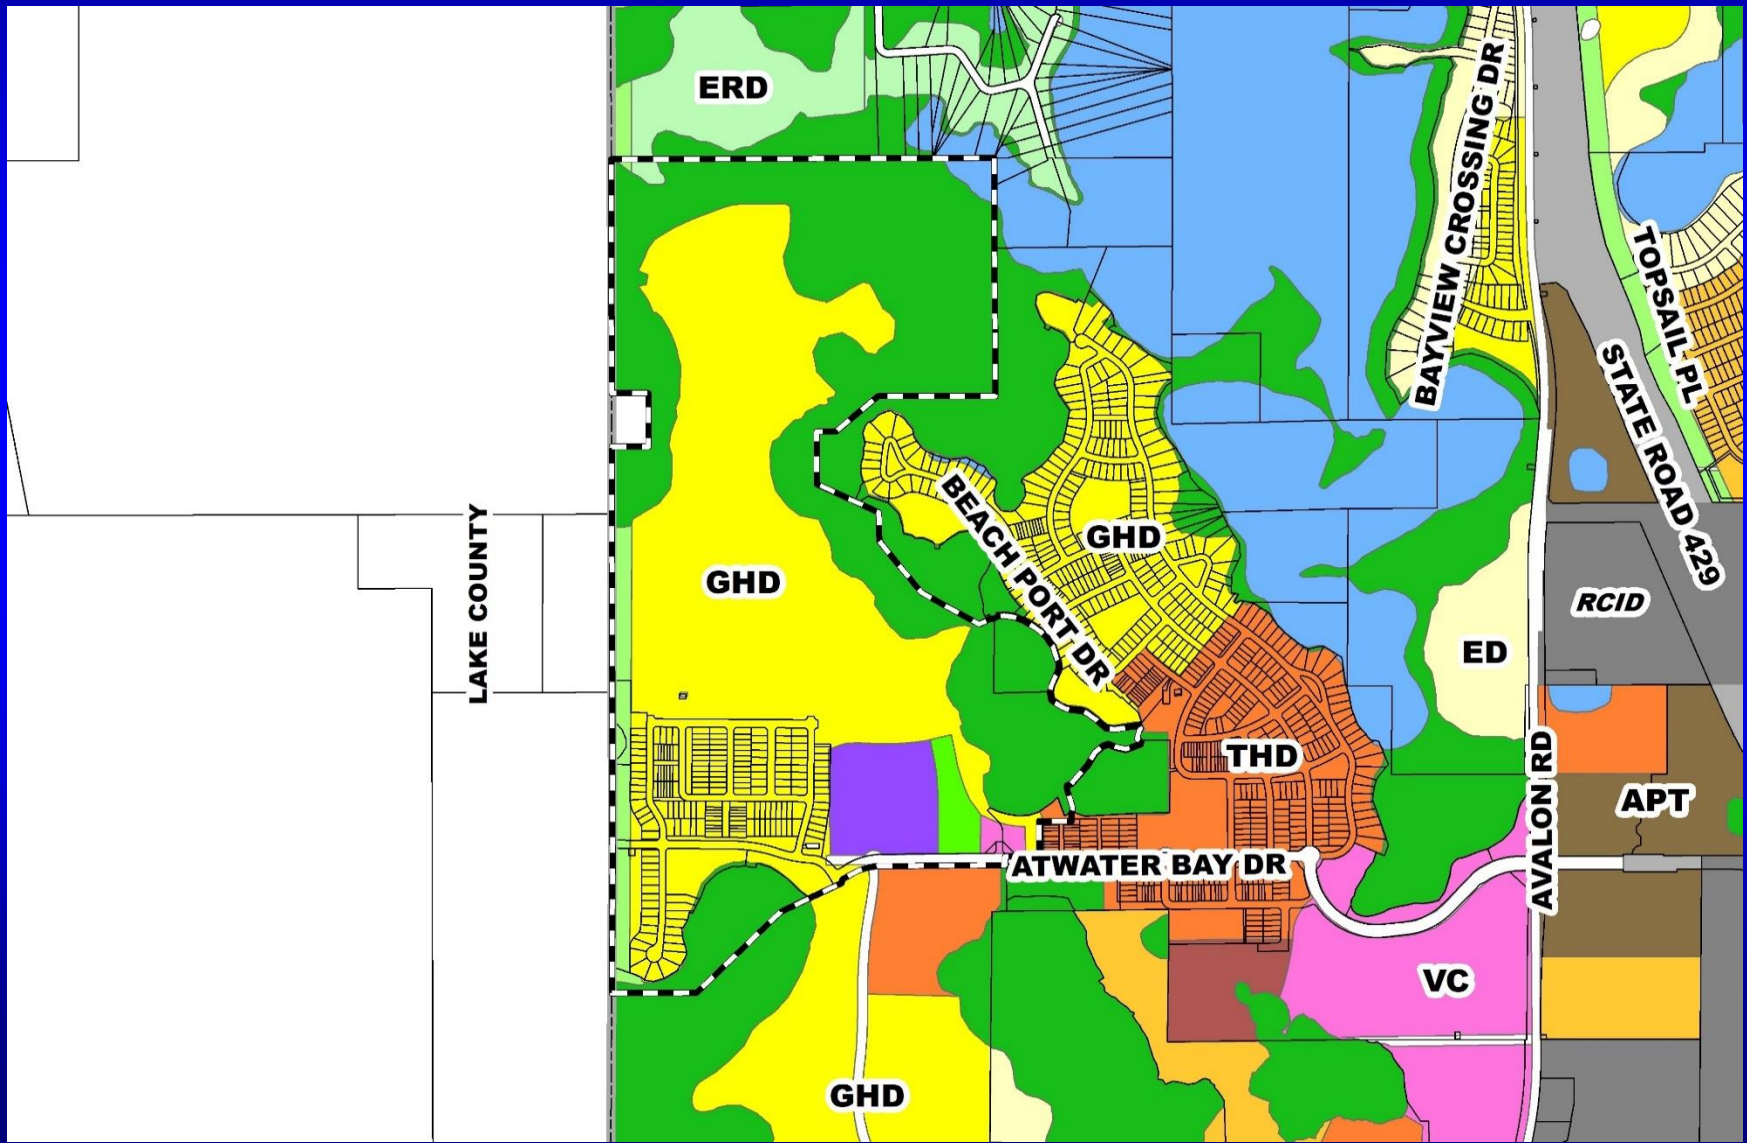 ERD
BAYVIEW CROSSING DR
TOPSAIL PL
STATE ROAD 429
LAKE COUNTY
GHD
BEACH PORT DR
GHD
RCID
ED
THD
AVALON RD
APT
ATWATER BAY DR
VC
GHD